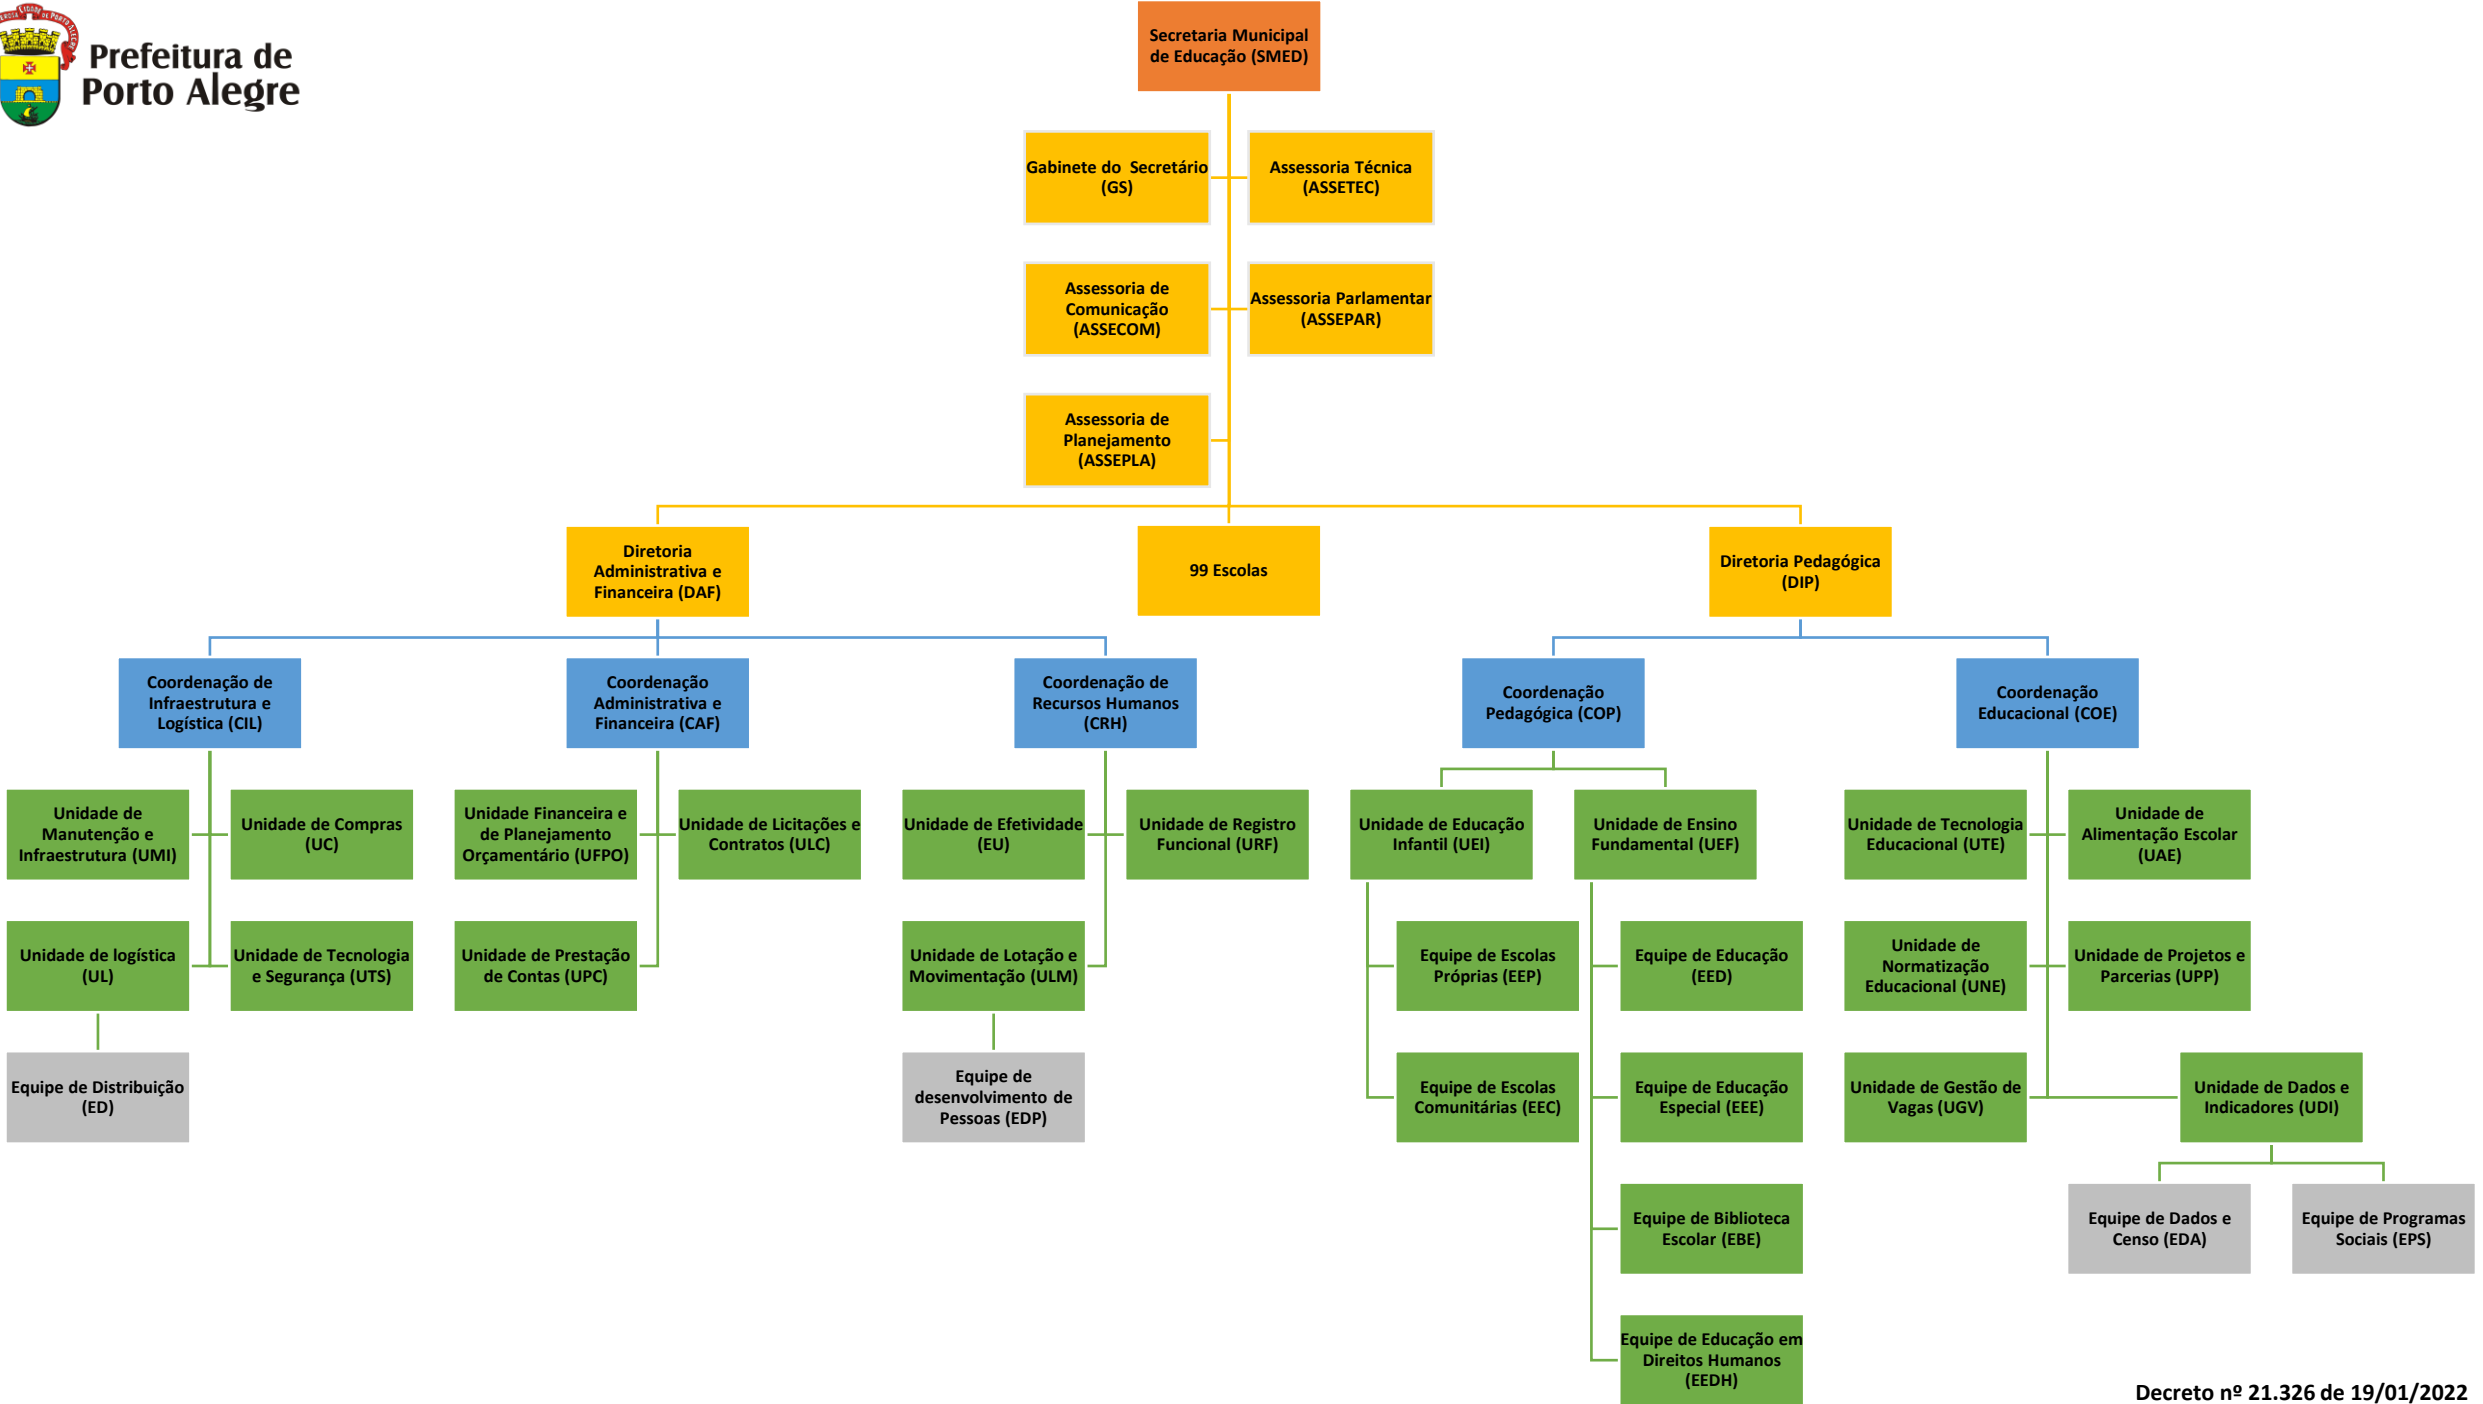 Prefeitura de
Porto Alegre
Secretaria Municipal
de Educação (SMED)
Gabinete do  Secretário
(GS)
Assessoria Técnica
(ASSETEC)
Assessoria de
Comunicação
(ASSECOM)
Assessoria Parlamentar
(ASSEPAR)
Assessoria de
Planejamento
(ASSEPLA)
Diretoria
Administrativa e
Financeira (DAF)
99 Escolas
Diretoria Pedagógica
(DIP)
Coordenação de
Infraestrutura e
Logística (CIL)
Coordenação
Administrativa e
Financeira (CAF)
Coordenação de
Recursos Humanos
(CRH)
Coordenação
Pedagógica (COP)
Coordenação
Educacional (COE)
Unidade de
Manutenção e
Infraestrutura (UMI)
Unidade de Compras
(UC)
Unidade Financeira e
de Planejamento
Orçamentário (UFPO)
Unidade de Licitações e
Contratos (ULC)
Unidade de Efetividade
(EU)
Unidade de Registro
Funcional (URF)
Unidade de Educação
Infantil (UEI)
Unidade de Ensino
Fundamental (UEF)
Unidade de Tecnologia
Educacional (UTE)
Unidade de
Alimentação Escolar
(UAE)
Unidade de logística
(UL)
Unidade de Tecnologia
e Segurança (UTS)
Unidade de Prestação
de Contas (UPC)
Unidade de Lotação e
Movimentação (ULM)
Equipe de Escolas
Próprias (EEP)
Equipe de Educação
(EED)
Unidade de
Normatização
Educacional (UNE)
Unidade de Projetos e
Parcerias (UPP)
Equipe de Distribuição
(ED)
Equipe de
desenvolvimento de
Pessoas (EDP)
Equipe de Escolas
Comunitárias (EEC)
Equipe de Educação
Especial (EEE)
Unidade de Gestão de
Vagas (UGV)
Unidade de Dados e
Indicadores (UDI)
Equipe de Biblioteca
Escolar (EBE)
Equipe de Dados e
Censo (EDA)
Equipe de Programas
Sociais (EPS)
Equipe de Educação em
Direitos Humanos
(EEDH)
Decreto nº 21.326 de 19/01/2022